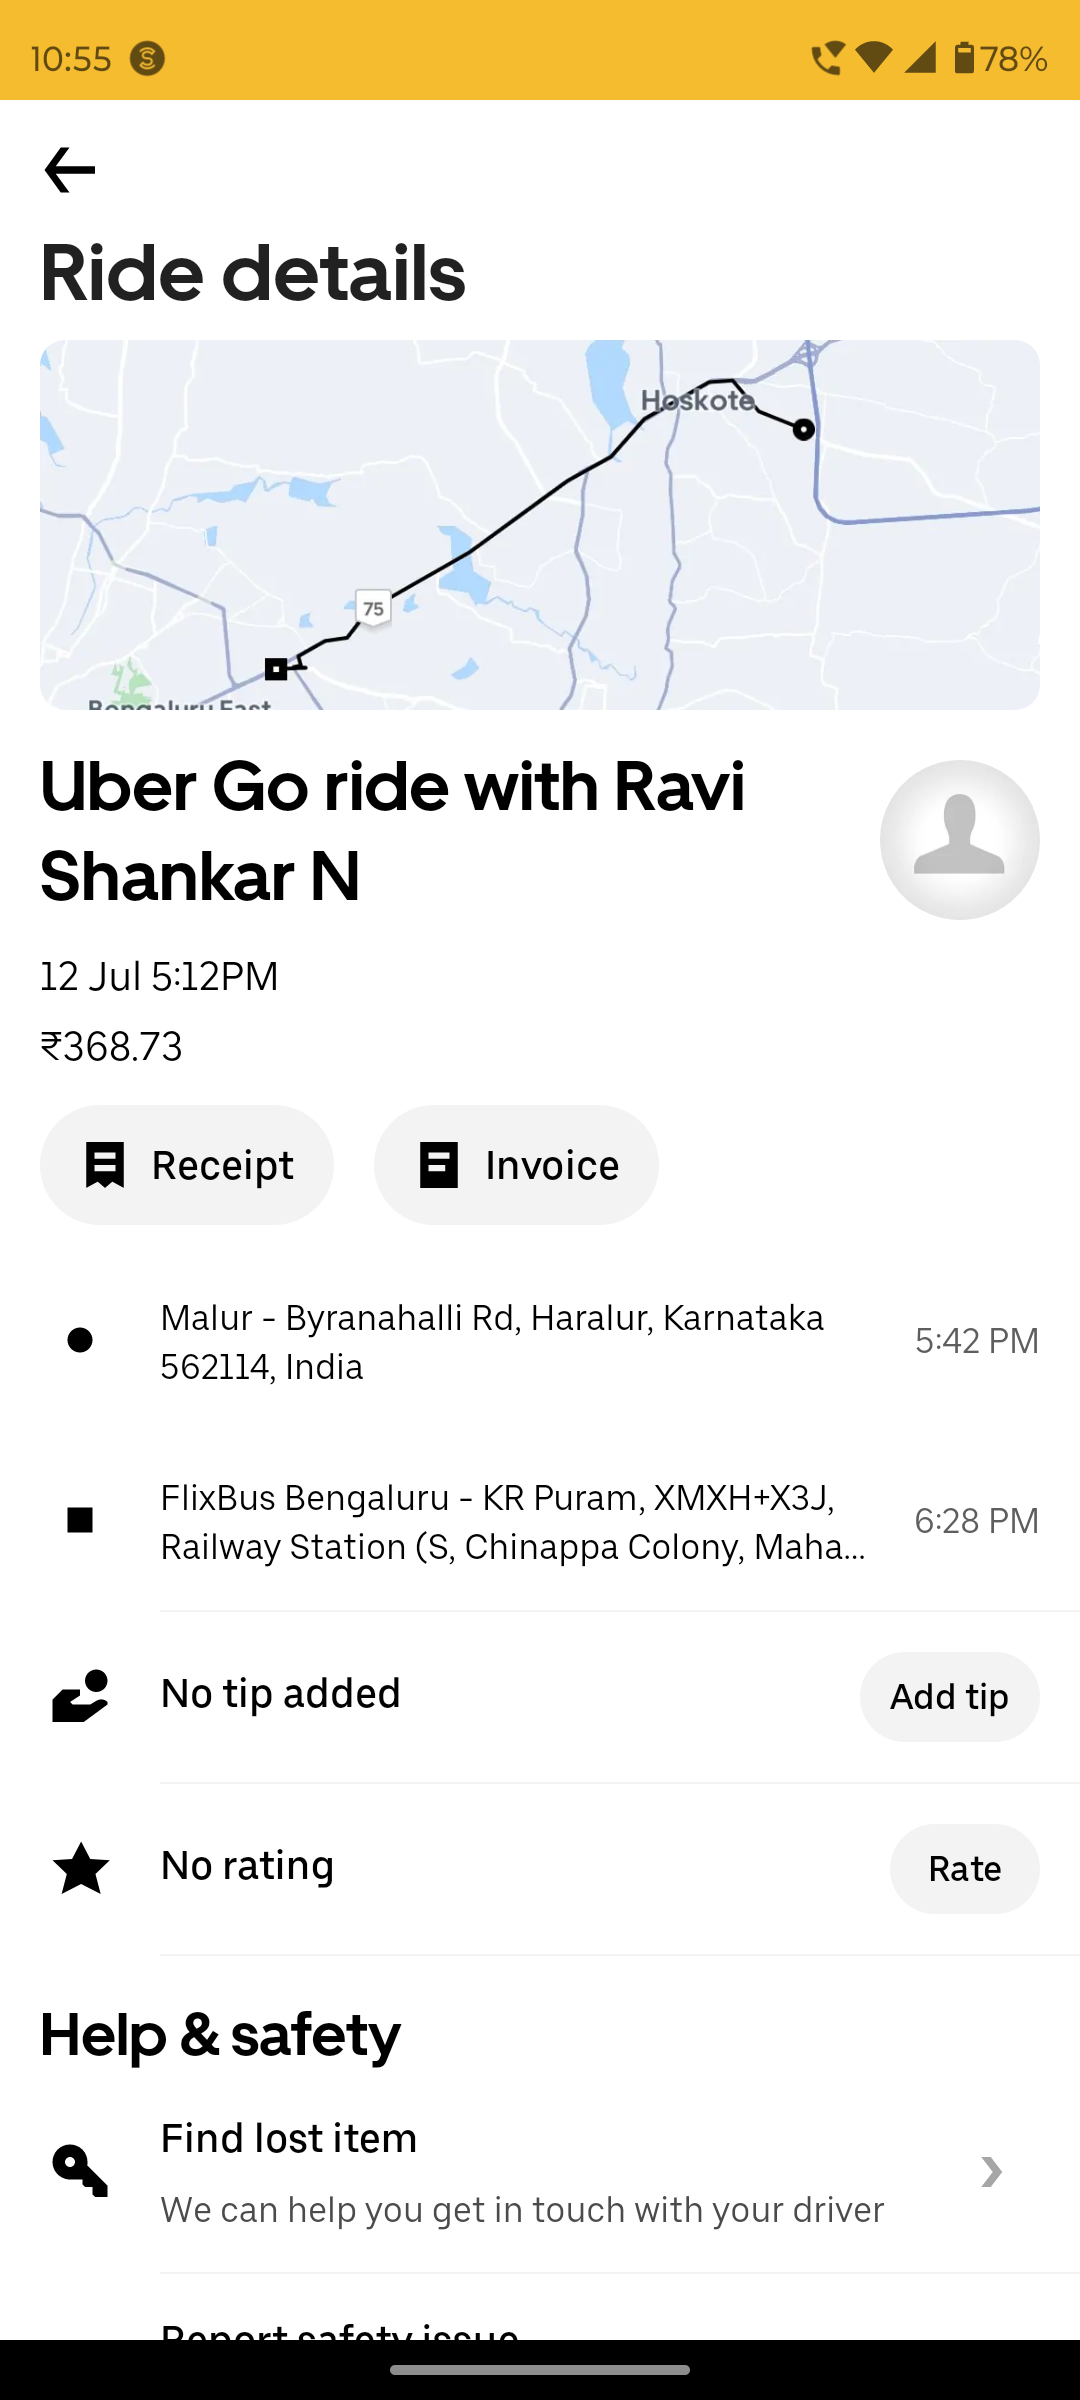 10:55
78%
Ride details
Hoskote
75
Bengaluru East
Uber Go ride with Ravi
Shankar N
12 Jul 5:12PM
₹368.73
Receipt
Invoice
Malur - Byranahalli Rd, Haralur, Karnataka
562114, India
5:42 PM
FlixBus Bengaluru - KR Puram, XMXH+X3J,
Railway Station (S, Chinappa Colony, Maha...
6:28 PM
No tip added
Add tip
No rating
Rate
Help & safety
Find lost item
We can help you get in touch with your driver
Report safety issue